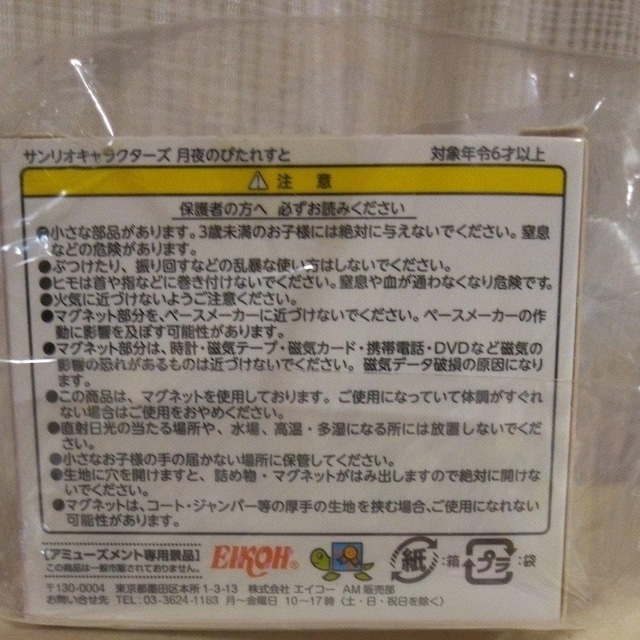 サンリオキャラクターズ 月夜のぴたれすと 対象年令6才以上
⚠ 注 意
保護者の方へ 必ずお読みください
●小さな部品があります。3歳未満のお子様には絶対に与えないでください。窒息
などの危険があります。
●ぶつけたり、振り回すなどの乱暴な使い方はしないでください。
●ヒモは首や指などに巻き付けないでください。窒息や血が通わなくなり危険です。
●火気に近づけないようご注意ください。
●マグネット部分を、ペースメーカーに近づけないでください。ペースメーカーの作
動に影響を及ぼす可能性があります。
●マグネット部分は、時計・磁気テープ・磁気カード・携帯電話・DVDなど磁気の
影響の恐れがあるものは近づけないでください。磁気データ破損の原因になり
ます。
●この商品は、マグネットを使用しております。ご使用になっていて体調がすぐれ
ない場合はご使用をおやめください。
●直射日光の当たる場所や、水場、高温・多湿になる所には放置しないでくだ
さい。
●小さなお子様の手の届かない場所に保管してください。
●生地に穴を開けますと、詰め物・マグネットがはみ出しますので絶対に開けな
いでください。
●マグネットは、コート・ジャンパー等の厚手の生地を挟む場合、ご使用になれない
可能性があります。
【アミューズメント専用景品】 EIKOH® 紙:箱 プラ:袋
この商品は一般市販されておりません。
〒130-0004 東京都墨田区本所1-3-13 株式会社 エイコー AM販売部
お問い合せ先 TEL:03-3624-1183 月〜金曜日 10〜17時(土・日・祝日を除く)